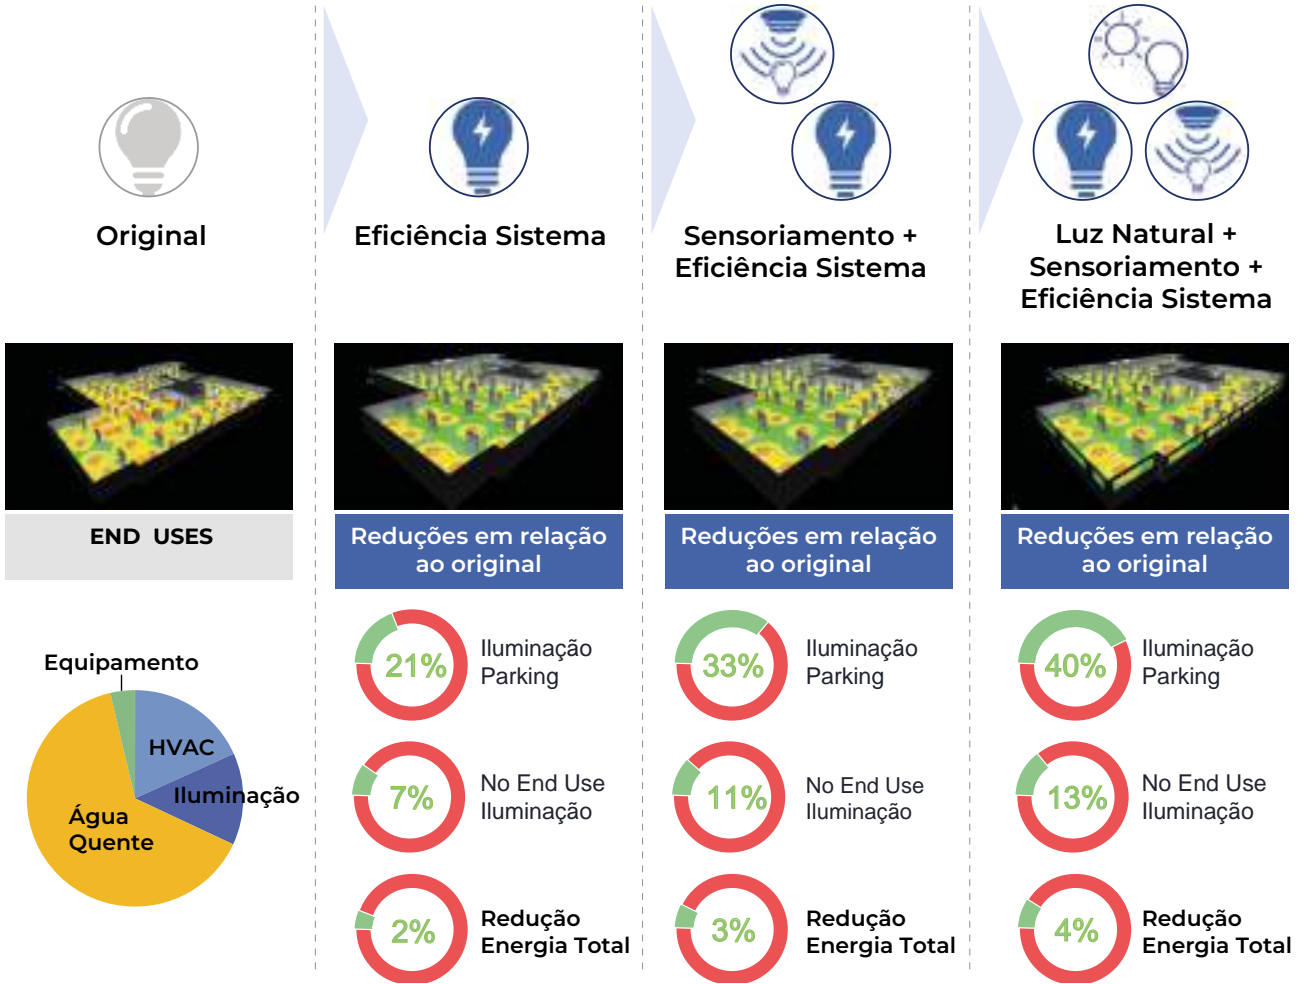 Original
Eficiência Sistema
Sensoriamento +
Eficiência Sistema
Luz Natural +
Sensoriamento +
Eficiência Sistema
END USES
Reduções em relação
ao original
Reduções em relação
ao original
Reduções em relação
ao original
Equipamento
HVAC
Iluminação
Água
Quente
21%
Iluminação
Parking
7%
No End Use
Iluminação
2%
Redução
Energia Total
33%
Iluminação
Parking
11%
No End Use
Iluminação
3%
Redução
Energia Total
40%
Iluminação
Parking
13%
No End Use
Iluminação
4%
Redução
Energia Total